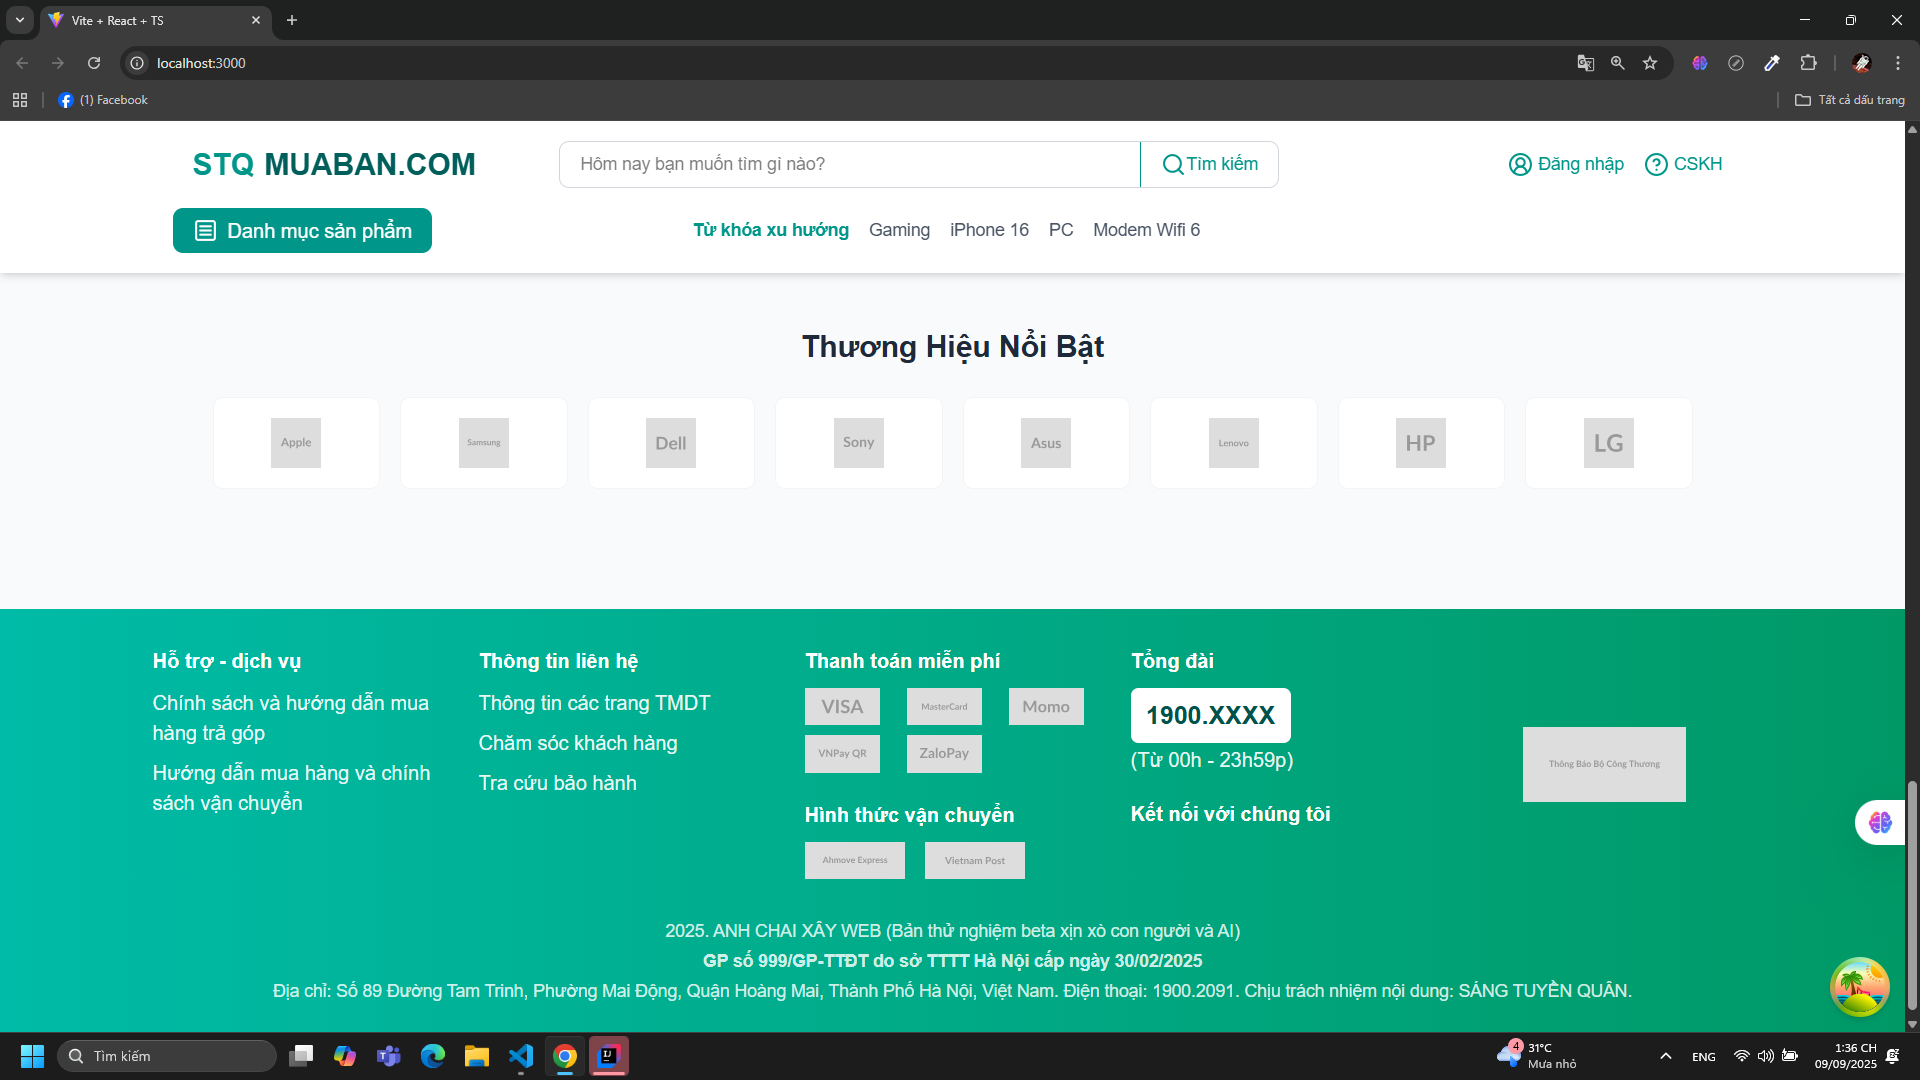 Vite + React + TS
localhost:3000
(1) Facebook
Tất cả dấu trang
STQ MUABAN.COM
Hôm nay bạn muốn tìm gì nào?
Tìm kiếm
Đăng nhập
CSKH
Danh mục sản phẩm
Từ khóa xu hướng Gaming iPhone 16 PC Modem Wifi 6
Thương Hiệu Nổi Bật
Apple
Samsung
Dell
Sony
Asus
Lenovo
HP
LG
Hỗ trợ - dịch vụ
Chính sách và hướng dẫn mua
hàng trả góp
Hướng dẫn mua hàng và chính
sách vận chuyển
Thông tin liên hệ
Thông tin các trang TMDT
Chăm sóc khách hàng
Tra cứu bảo hành
Thanh toán miễn phí
VISA
MasterCard
Momo
VNPay QR
ZaloPay
Hình thức vận chuyển
Ahmove Express
Vietnam Post
Tổng đài
1900.XXXX
(Từ 00h - 23h59p)
Kết nối với chúng tôi
Thông Báo Bộ Công Thương
2025. ANH CHAI XÂY WEB (Bản thử nghiệm beta xịn xò con người và AI)
GP số 999/GP-TTĐT do sở TTTT Hà Nội cấp ngày 30/02/2025
Địa chỉ: Số 89 Đường Tam Trinh, Phường Mai Động, Quận Hoàng Mai, Thành Phố Hà Nội, Việt Nam. Điện thoại: 1900.2091. Chịu trách nhiệm nội dung: SÁNG TUYỀN QUÂN.
Tìm kiếm
4
31°C
Mưa nhỏ
ENG
1:36 CH
09/09/2025